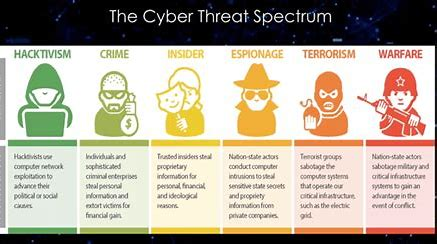 The Cyber Threat Spectrum
HACKTIVISM
CRIME
INSIDER
ESPIONAGE
TERRORISM
WARFARE
Hacktivists use
computer network
exploitation to
advance their
political or social
causes.
Individuals and
sophisticated
criminal enterprises
steal personal
information and
extort victims for
financial gain.
Trusted insiders steal
proprietary
information for
personal, financial,
and ideological
reasons.
Nation-state actors
conduct computer
intrusions to steal
sensitive state secrets
and propriety
information from
private companies.
Terrorist groups
sabotage the
computer systems
that operate our
critical infrastructure,
such as the electric
grid.
Nation-state actors
sabotage military and
critical infrastructure
systems to gain an
advantage in the
event of conflict.